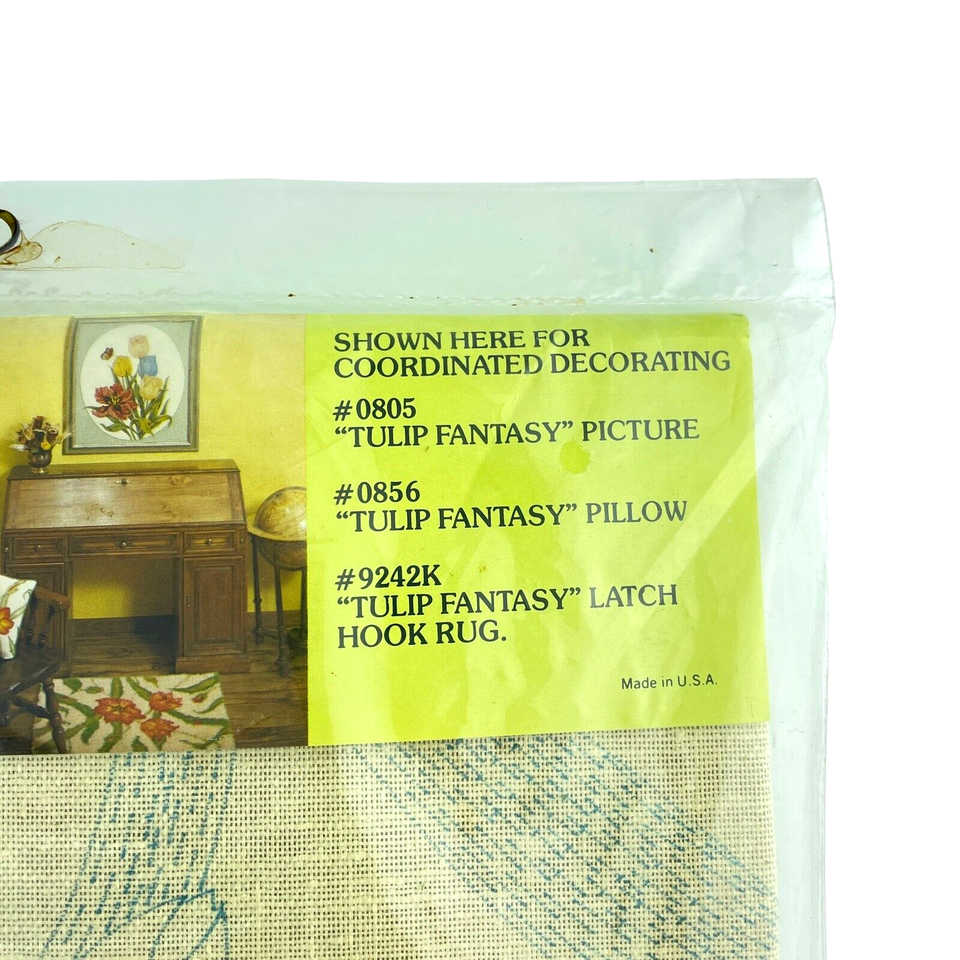 SHOWN HERE FOR
COORDINATED DECORATING
#0805
“TULIP FANTASY” PICTURE
#0856
“TULIP FANTASY” PILLOW
#9242K
“TULIP FANTASY” LATCH
HOOK RUG.
Made in U.S.A.